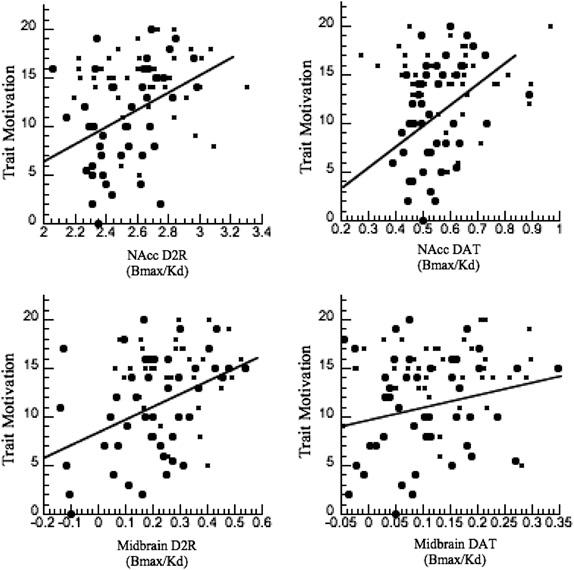 20
15
10
5
0
Trait Motivation
2 2.2 2.4 2.6 2.8 3 3.2 3.4
NAcc D2R
(Bmax/Kd)
20
15
10
5
0
Trait Motivation
0.2 0.3 0.4 0.5 0.6 0.7 0.8 0.9 1
NAcc DAT
(Bmax/Kd)
20
15
10
5
0
Trait Motivation
-0.2 -0.1 0 0.1 0.2 0.3 0.4 0.5 0.6
Midbrain D2R
(Bmax/Kd)
20
15
10
5
0
Trait Motivation
-0.05 0 0.05 0.1 0.15 0.2 0.25 0.3 0.35
Midbrain DAT
(Bmax/Kd)